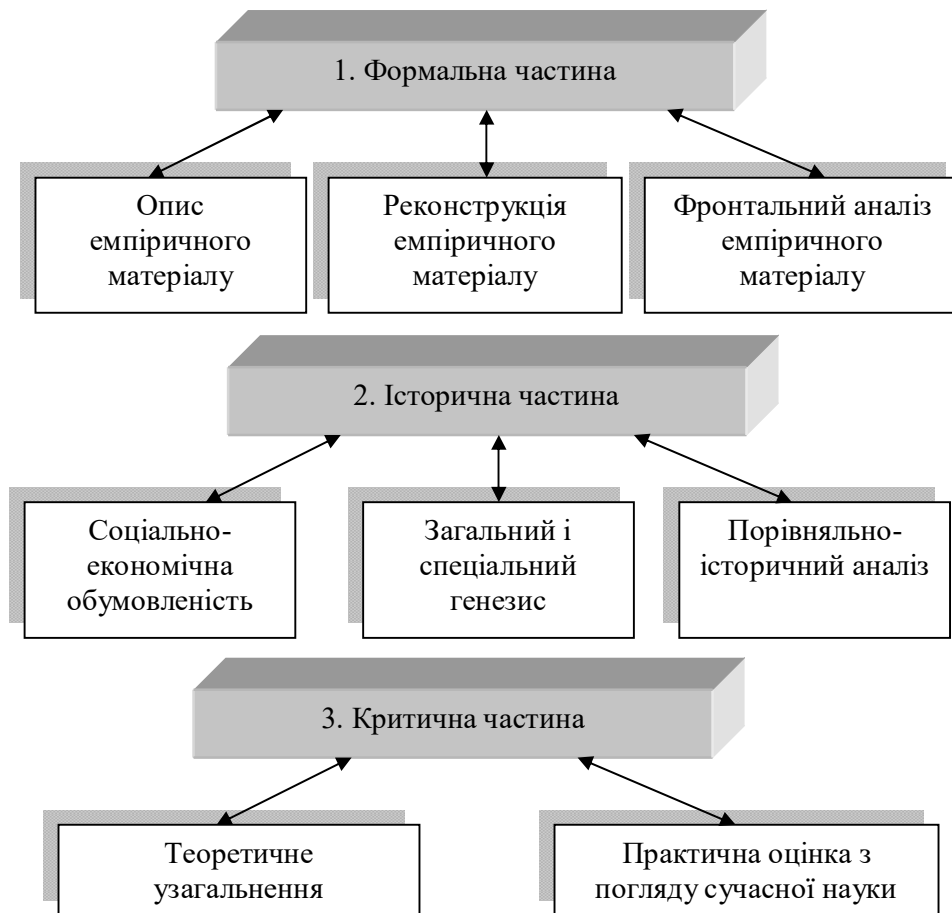 1. Формальна частина
Опис
емпіричного
матеріалу
Реконструкція
емпіричного
матеріалу
Фронтальний аналіз
емпіричного
матеріалу
2. Історична частина
Соціально-
економічна
обумовленість
Загальний і
спеціальний
генезис
Порівняльно-
історичний аналіз
3. Критична частина
Теоретичне
узагальнення
Практична оцінка з
погляду сучасної науки